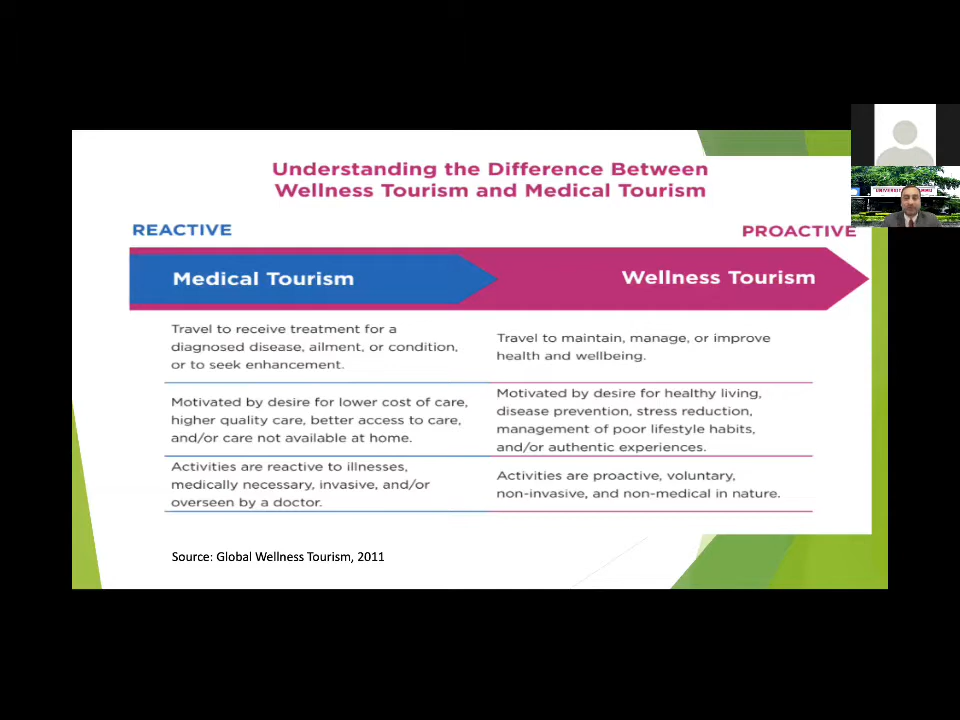 Understanding the Difference Between
Wellness Tourism and Medical Tourism
REACTIVE
PROACTIVE
Medical Tourism
Wellness Tourism
Travel to receive treatment for a
diagnosed disease, ailment, or condition,
or to seek enhancement.
Travel to maintain, manage, or improve
health and wellbeing.
Motivated by desire for lower cost of care,
higher quality care, better access to care,
and/or care not available at home.
Motivated by desire for healthy living,
disease prevention, stress reduction,
management of poor lifestyle habits,
and/or authentic experiences.
Activities are reactive to illnesses,
medically necessary, invasive, and/or
overseen by a doctor.
Activities are proactive, voluntary,
non-invasive, and non-medical in nature.
Source: Global Wellness Tourism, 2011